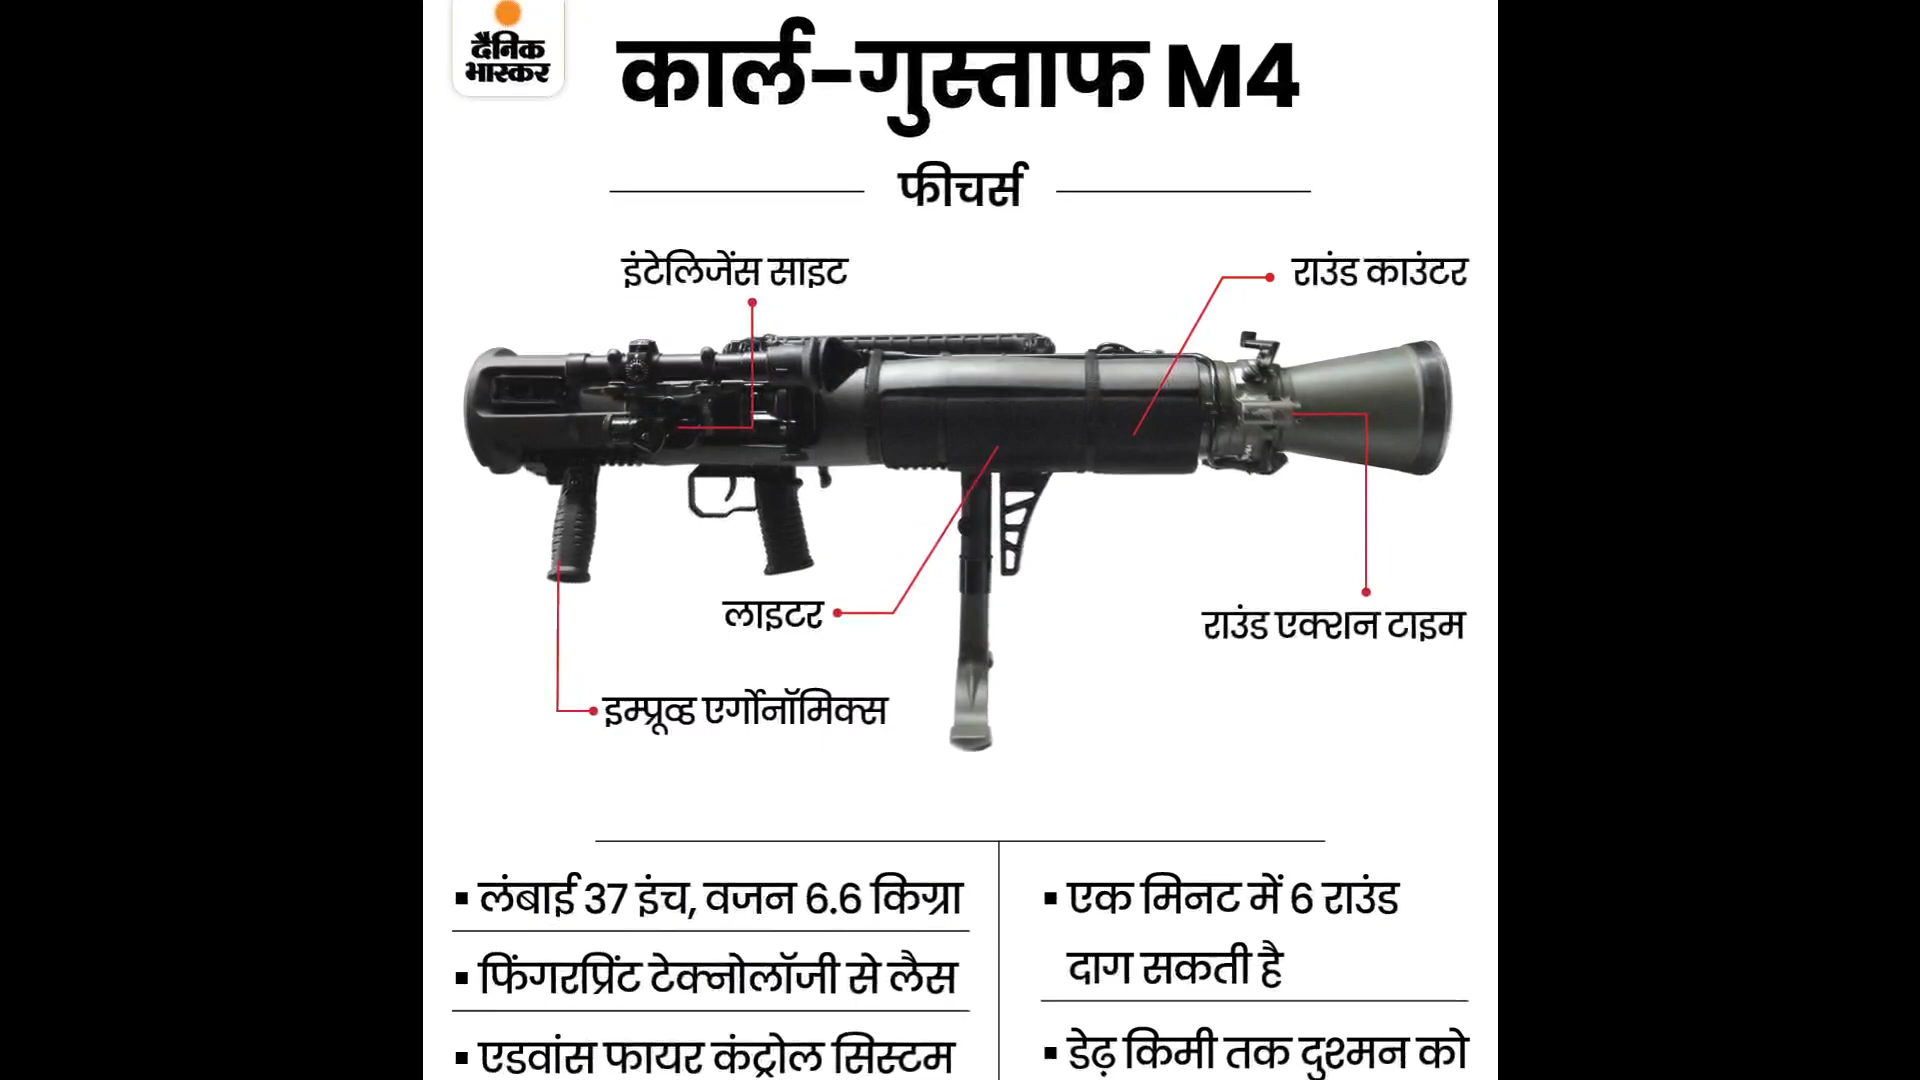 दैनिक
भास्कर
कार्ल-गुस्ताफ M4
फीचर्स
इंटेलिजेंस साइट
राउंड काउंटर
लाइटर
राउंड एक्शन टाइम
इम्प्रूव्ड एर्गोनॉमिक्स
▪ लंबाई 37 इंच, वजन 6.6 किग्रा
▪ फिंगरप्रिंट टेक्नोलॉजी से लैस
▪ एडवांस फायर कंट्रोल सिस्टम
▪ एक मिनट में 6 राउंड
दाग सकती है
▪ डेढ़ किमी तक दुश्मन को